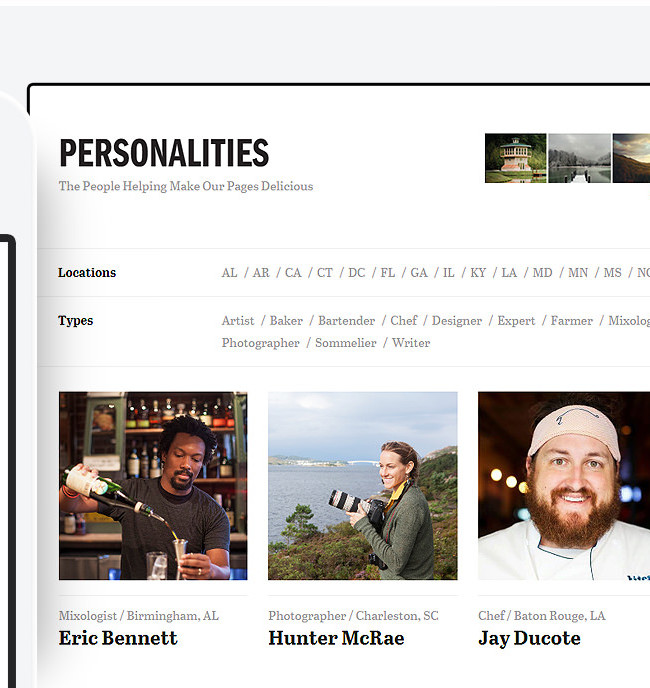 PERSONALITIES
The People Helping Make Our Pages Delicious
Locations
AL / AR / CA / CT / DC / FL / GA / IL / KY / LA / MD / MN / MS / NC
Types
Artist / Baker / Bartender / Chef / Designer / Expert / Farmer / Mixolog
Photographer / Sommelier / Writer
Mixologist / Birmingham, AL
Eric Bennett
Photographer / Charleston, SC
Hunter McRae
Chef / Baton Rouge, LA
Jay Ducote